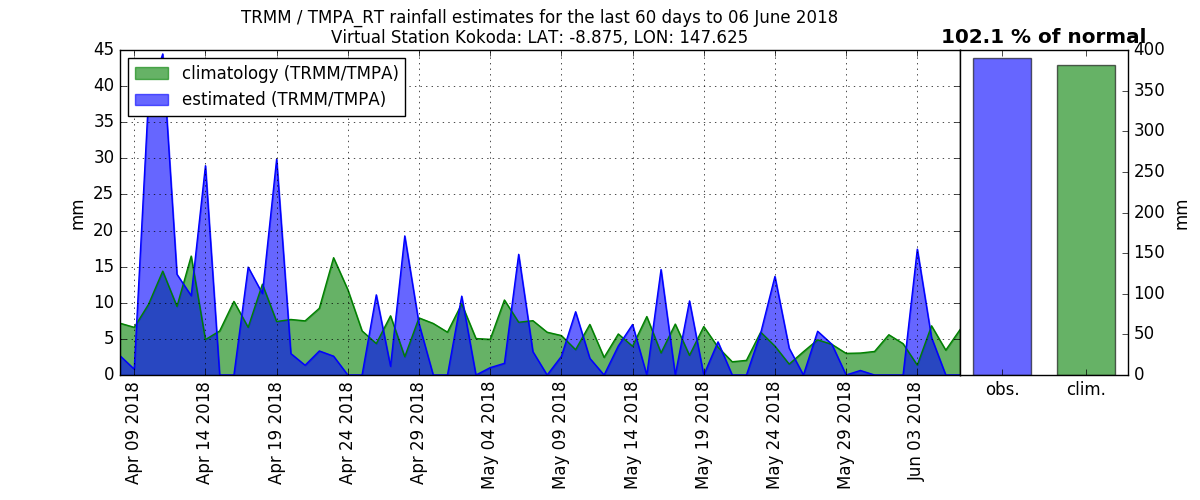 TRMM / TMPA_RT rainfall estimates for the last 60 days to 06 June 2018
Virtual Station Kokoda: LAT: -8.875, LON: 147.625
102.1 % of normal
climatology (TRMM/TMPA)
estimated (TRMM/TMPA)
mm
45
40
35
30
25
20
15
10
5
0
Apr 09 2018
Apr 14 2018
Apr 19 2018
Apr 24 2018
Apr 29 2018
May 04 2018
May 09 2018
May 14 2018
May 19 2018
May 24 2018
May 29 2018
Jun 03 2018
400
350
300
250
200
150
100
50
0
mm
obs.
clim.